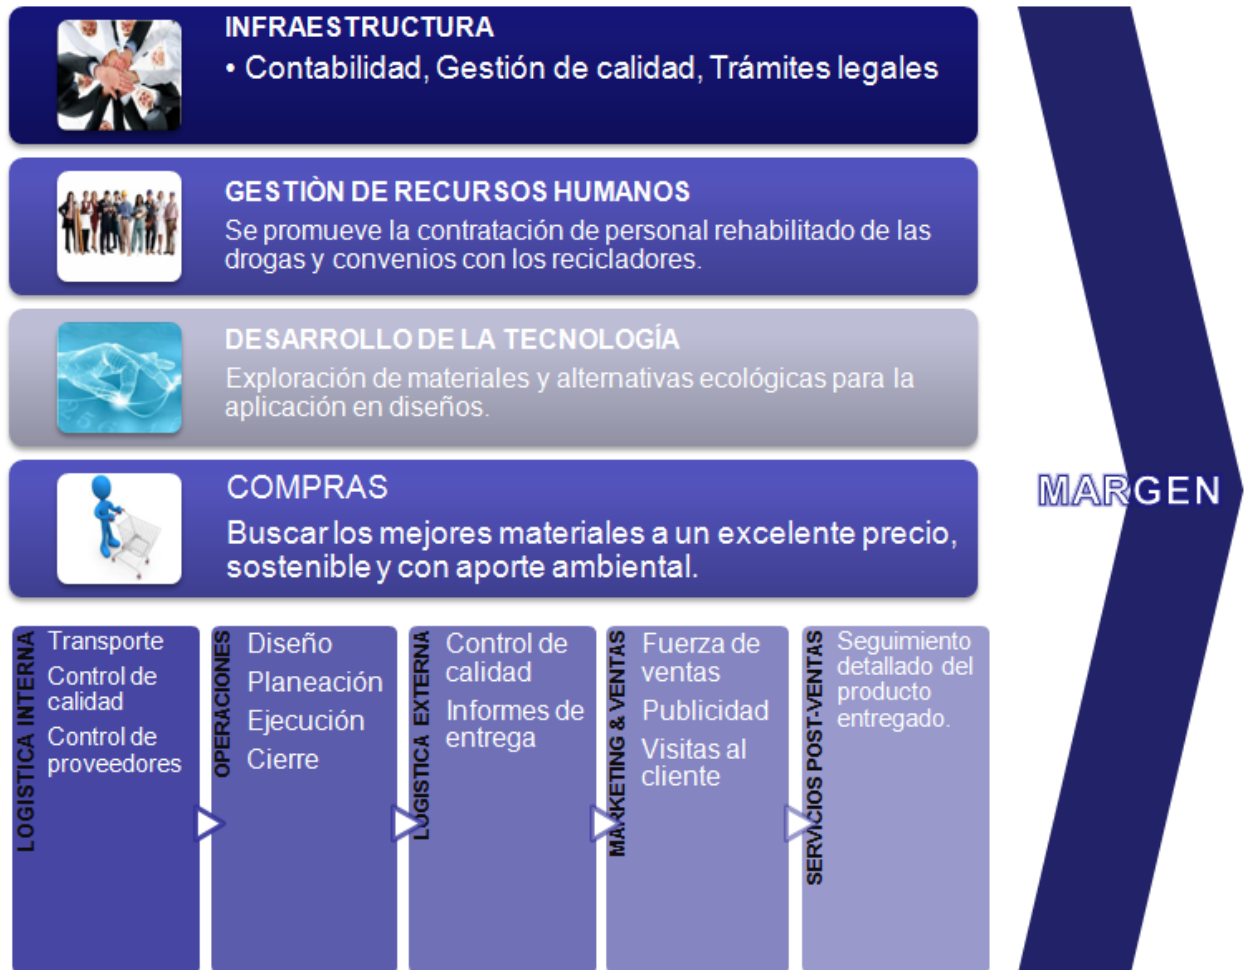 INFRAESTRUCTURA
• Contabilidad, Gestión de calidad, Trámites legales
GESTIÒN DE RECURSOS HUMANOS
Se promueve la contratación de personal rehabilitado de las
drogas y convenios con los recicladores.
DESARROLLO DE LA TECNOLOGÍA
Exploración de materiales y alternativas ecológicas para la
aplicación en diseños.
COMPRAS
Buscar los mejores materiales a un excelente precio,
sostenible y con aporte ambiental.
MARGEN
LOGISTICA INTERNA
Transporte
Control de
calidad
Control de
proveedores
OPERACIONES
Diseño
Planeación
Ejecución
Cierre
LOGISTICA EXTERNA
Control de
calidad
Informes de
entrega
MARKETING & VENTAS
Fuerza de
ventas
Publicidad
Visitas al
cliente
SERVICIOS POST-VENTAS
Seguimiento
detallado del
producto
entregado.